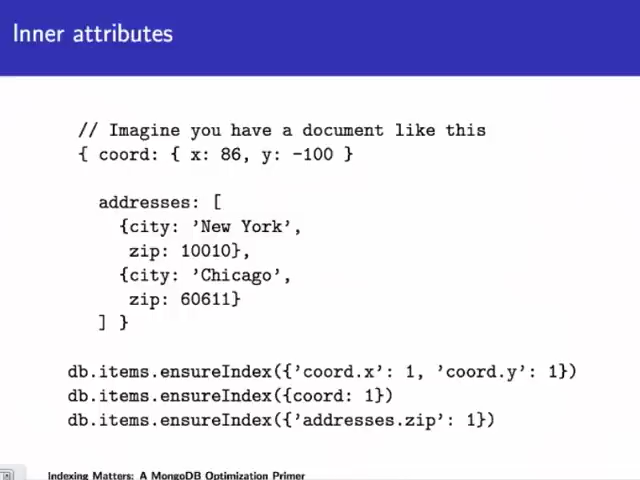 Inner attributes
// Imagine you have a document like this
{ coord: { x: 86, y: -100 }
addresses: [
{city: ’New York’,
zip: 10010},
{city: ’Chicago’,
zip: 60611}
] }
db.items.ensureIndex({’coord.x’: 1, ’coord.y’: 1})
db.items.ensureIndex({coord: 1})
db.items.ensureIndex({’addresses.zip’: 1})
Indexing Matters: A MongoDB Optimization Primer